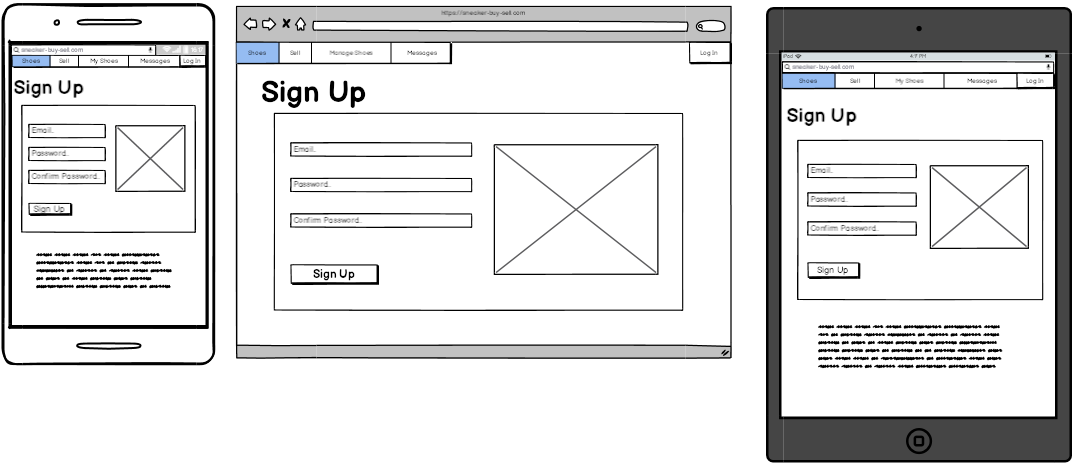 sneaker-buy-sell.com
Shoes Sell My Shoes Messages Log In
Sign Up
Email.
Password.
Confirm Password.
Sign Up
https://sneaker-buy-sell.com
Shoes Sell Manage Shoes Messages Log In
Sign Up
Email.
Password.
Confirm Password.
Sign Up
iPad 4:7 PM
sneaker-buy-sell.com
Shoes Sell My Shoes Messages Log In
Sign Up
Email.
Password.
Confirm Password.
Sign Up